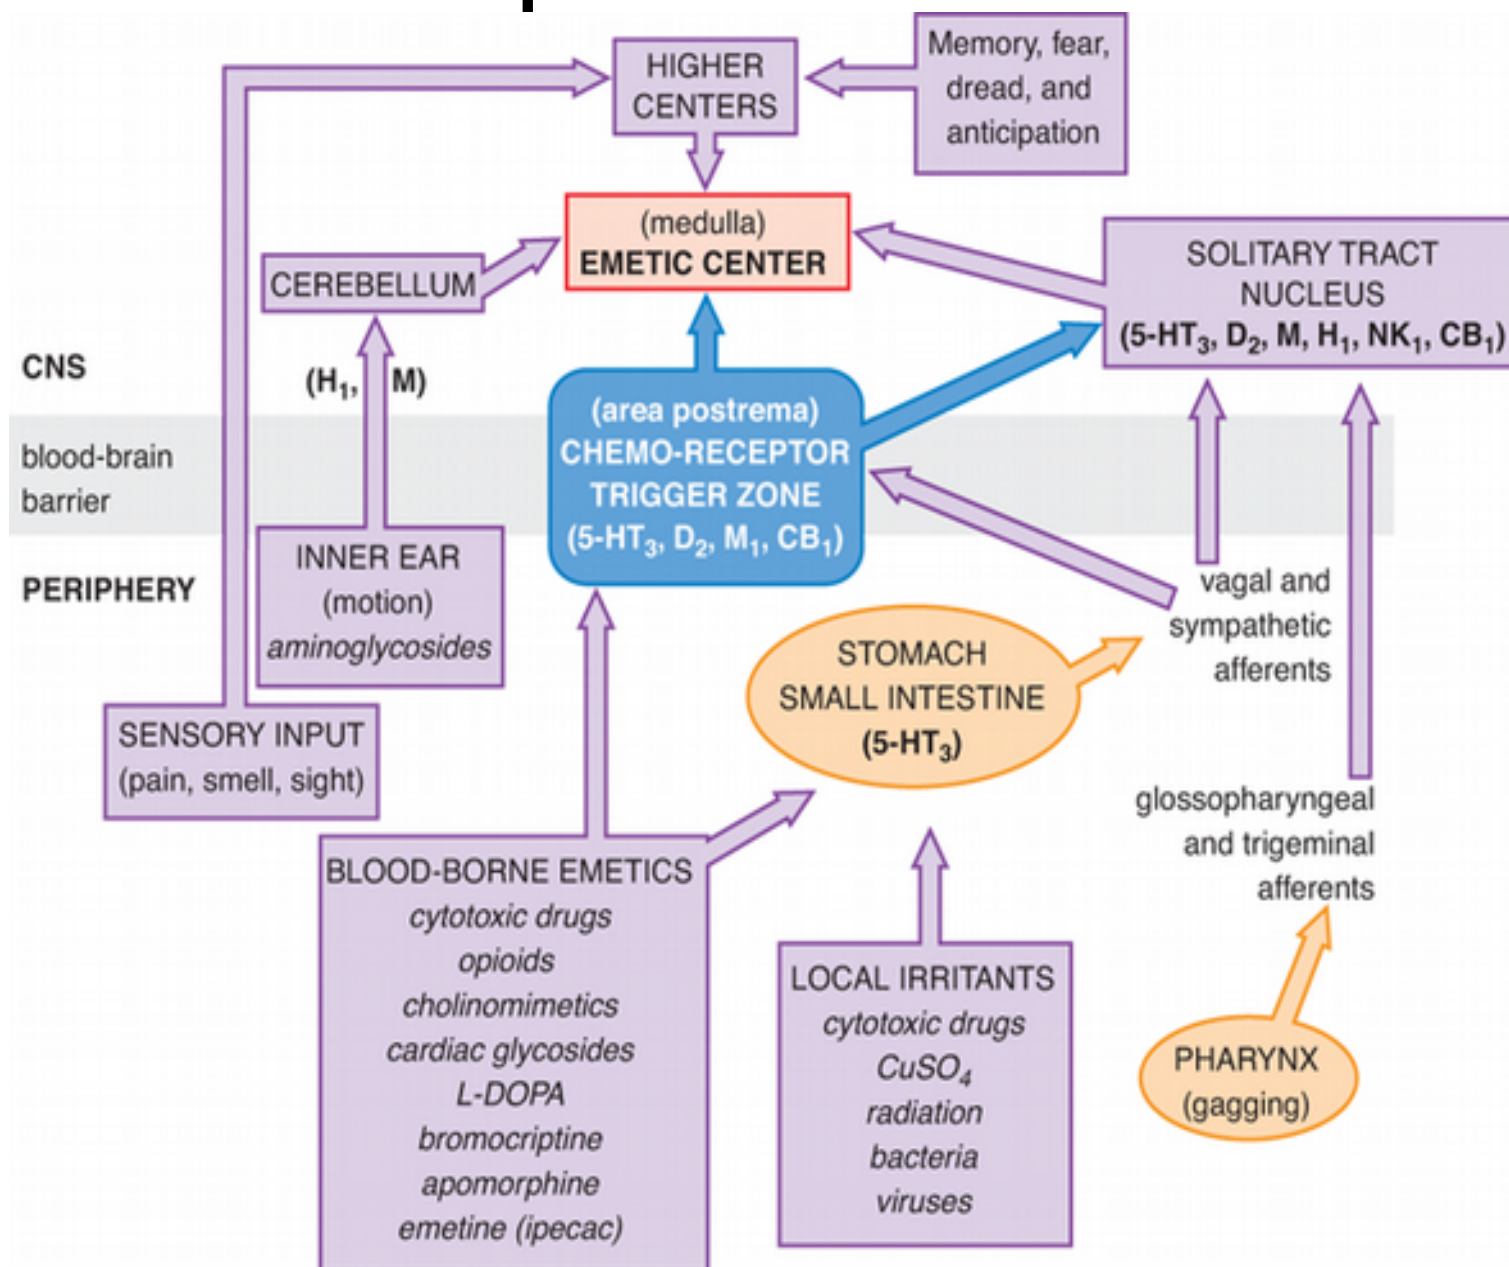 HIGHER
CENTERS
Memory, fear,
dread, and
anticipation
(medulla)
EMETIC CENTER
CEREBELLUM
SOLITARY TRACT
NUCLEUS
(5-HT₃, D₂, M, H₁, NK₁, CB₁)
CNS
(H₁, M)
(area postrema)
CHEMO-RECEPTOR
TRIGGER ZONE
(5-HT₃, D₂, M₁, CB₁)
blood-brain
barrier
PERIPHERY
INNER EAR
(motion)
aminoglycosides
vagal and
sympathetic
afferents
STOMACH
SMALL INTESTINE
(5-HT₃)
SENSORY INPUT
(pain, smell, sight)
glossopharyngeal
and trigeminal
afferents
BLOOD-BORNE EMETICS
cytotoxic drugs
opioids
cholinomimetics
cardiac glycosides
L-DOPA
bromocriptine
apomorphine
emetine (ipecac)
LOCAL IRRITANTS
cytotoxic drugs
CuSO₄
radiation
bacteria
viruses
PHARYNX
(gagging)